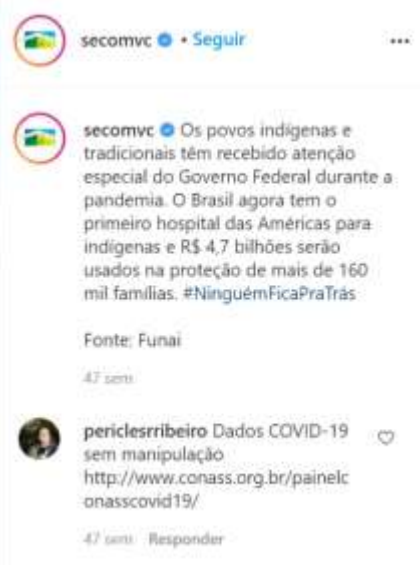 secomvc • Seguir
secomvc Os povos indígenas e
tradicionais têm recebido atenção
especial do Governo Federal durante a
pandemia. O Brasil agora tem o
primeiro hospital das Américas para
indígenas e R$ 4,7 bilhões serão
usados na proteção de mais de 160
mil famílias. #NinguémFicaPraTrás
Fonte: Funai
47 sem
periclesrribeiro Dados COVID-19
sem manipulação
http://www.conass.org.br/painelc
onasscovid19/
47 sem Responder